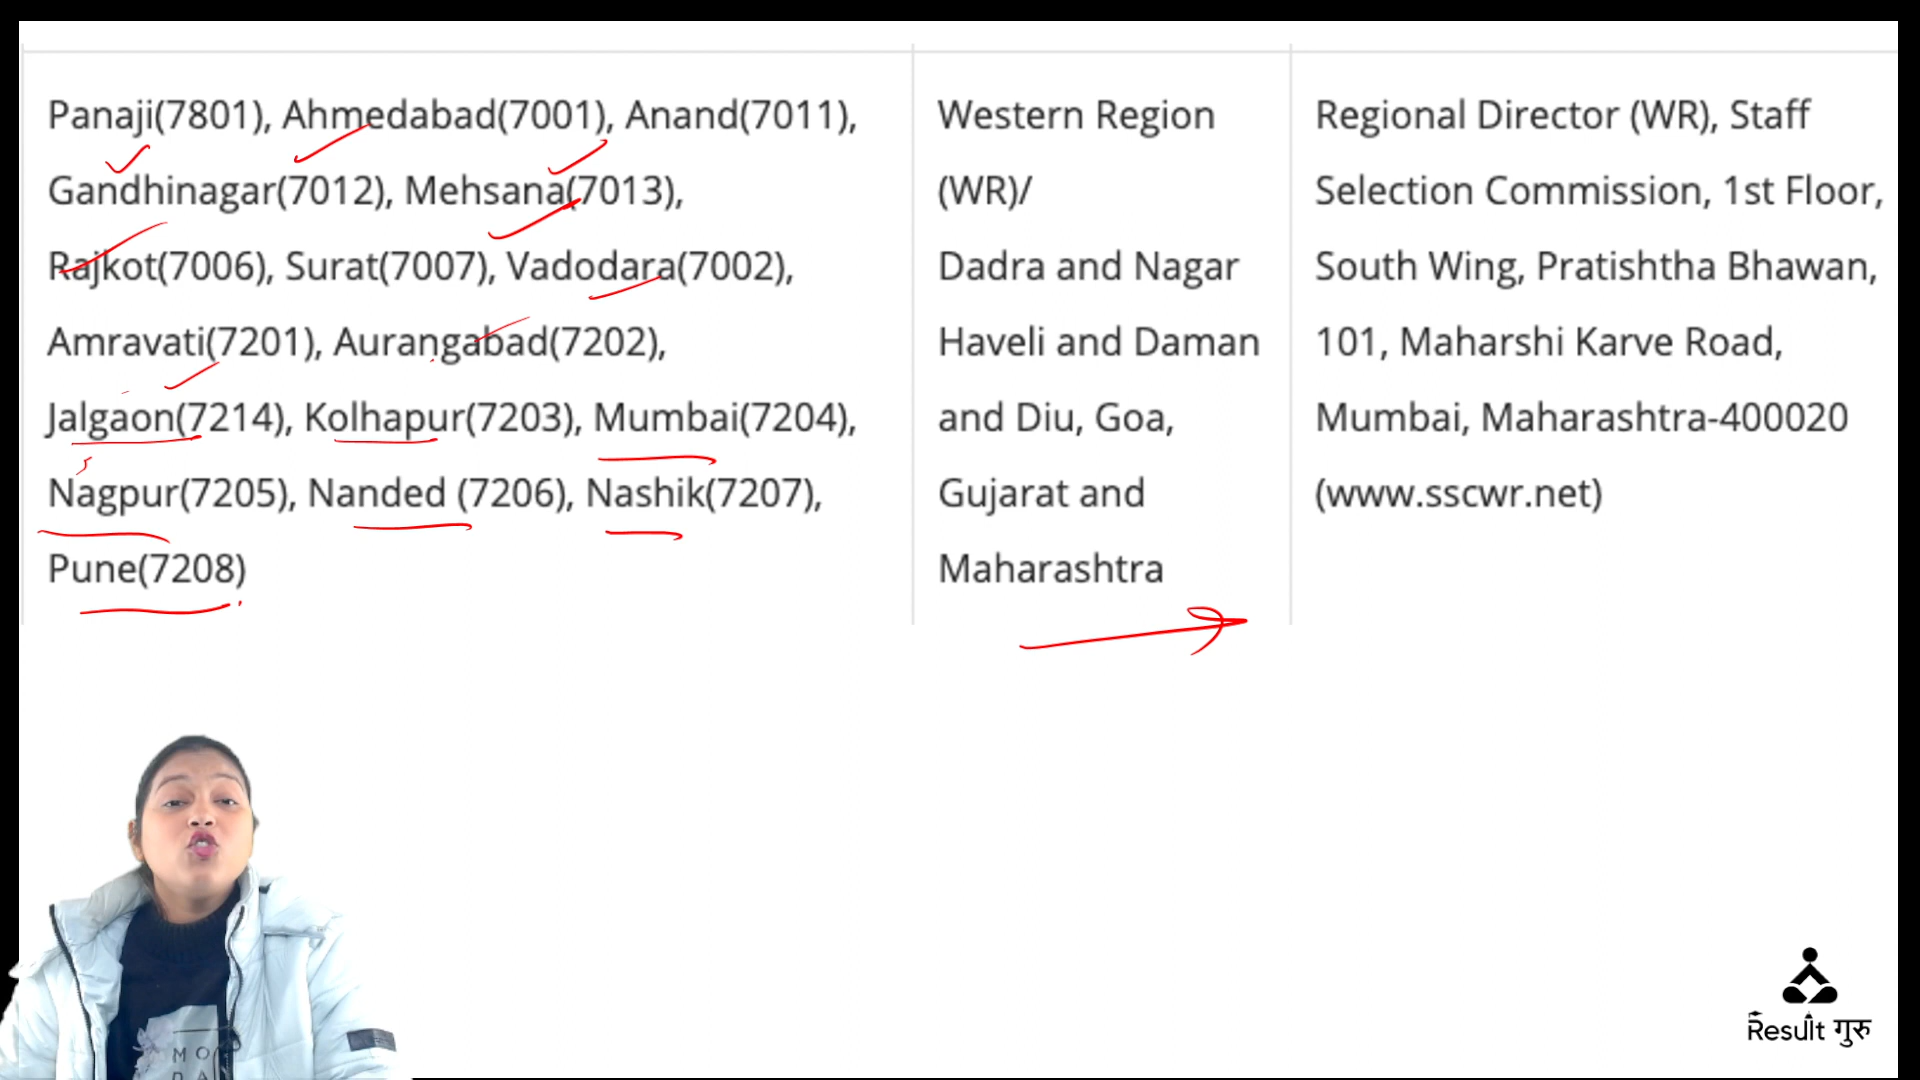 Panaji(7801), Ahmedabad(7001), Anand(7011),
Gandhinagar(7012), Mehsana(7013),
Rajkot(7006), Surat(7007), Vadodara(7002),
Amravati(7201), Aurangabad(7202),
Jalgaon(7214), Kolhapur(7203), Mumbai(7204),
Nagpur(7205), Nanded (7206), Nashik(7207),
Pune(7208)
Western Region
(WR)/
Dadra and Nagar
Haveli and Daman
and Diu, Goa,
Gujarat and
Maharashtra
Regional Director (WR), Staff
Selection Commission, 1st Floor,
South Wing, Pratishtha Bhawan,
101, Maharshi Karve Road,
Mumbai, Maharashtra-400020
(www.sscwr.net)
Result गुरु